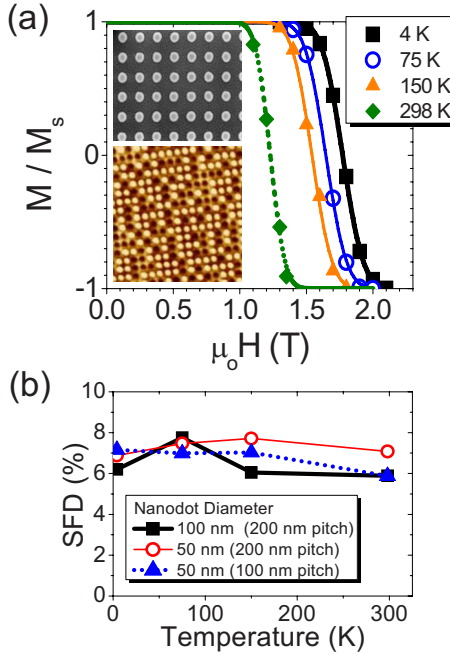 (a)
M / Mₛ
1
0
-1
4 K
75 K
150 K
298 K
0.0 0.5 1.0 1.5 2.0
μₒH (T)
(b)
SFD (%)
10
8
6
4
2
0
Nanodot Diameter
100 nm (200 nm pitch)
50 nm (200 nm pitch)
50 nm (100 nm pitch)
0 100 200 300
Temperature (K)